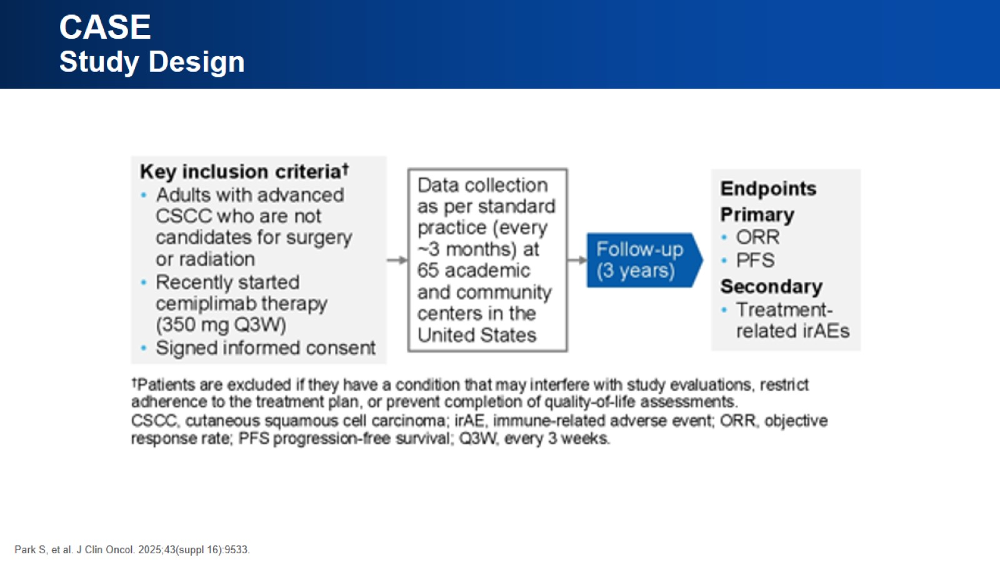 CASE
Study Design
Key inclusion criteria†
• Adults with advanced
CSCC who are not
candidates for surgery
or radiation
• Recently started
cemiplimab therapy
(350 mg Q3W)
• Signed informed consent
Data collection
as per standard
practice (every
~3 months) at
65 academic
and community
centers in the
United States
Follow-up
(3 years)
Endpoints
Primary
• ORR
• PFS
Secondary
• Treatment-
related irAEs
†Patients are excluded if they have a condition that may interfere with study evaluations, restrict
adherence to the treatment plan, or prevent completion of quality-of-life assessments.
CSCC, cutaneous squamous cell carcinoma; irAE, immune-related adverse event; ORR, objective
response rate; PFS progression-free survival; Q3W, every 3 weeks.
Park S, et al. J Clin Oncol. 2025;43(suppl 16):9533.